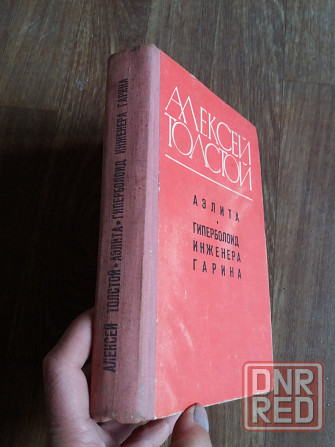 АЛЕКСЕЙ
ТОЛСТОЙ
АЭЛИТА
•
ГИПЕРБОЛОИД
ИНЖЕНЕРА
ГАРИНА
АЛЕКСЕЙ ТОЛСТОЙ • АЭЛИТА • ГИПЕРБОЛОИД ИНЖЕНЕРА ГАРИНА
DNR
RED